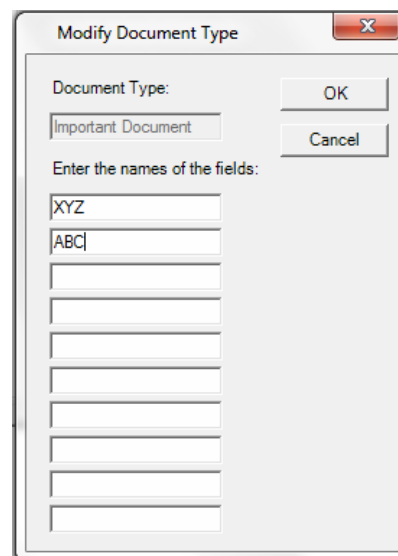 Modify Document Type
Document Type:
OK
Important Document
Cancel
Enter the names of the fields:
XYZ
ABC